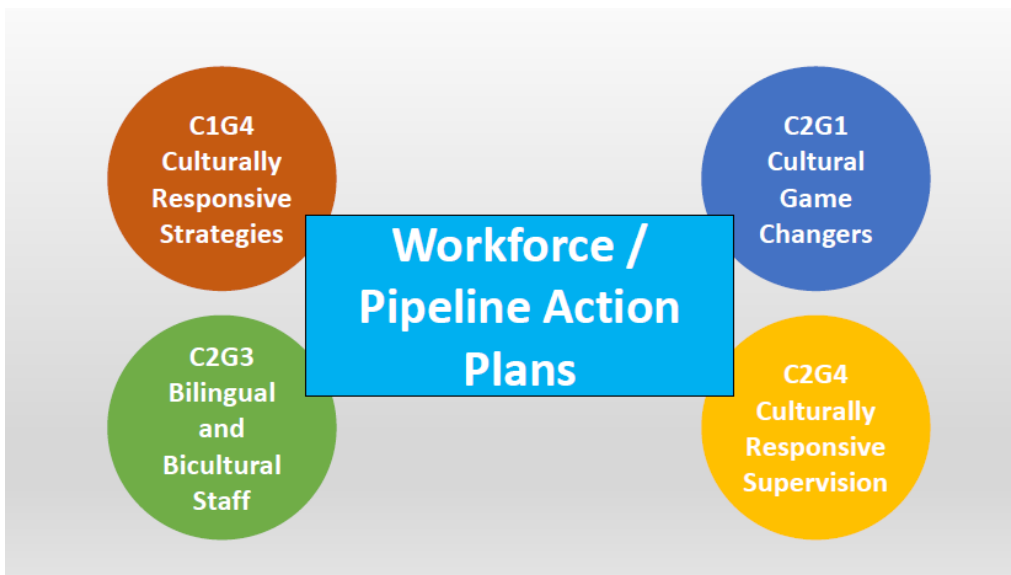 C1G4
Culturally
Responsive
Strategies
C2G1
Cultural
Game
Changers
Workforce /
Pipeline Action
Plans
C2G3
Bilingual
and
Bicultural
Staff
C2G4
Culturally
Responsive
Supervision